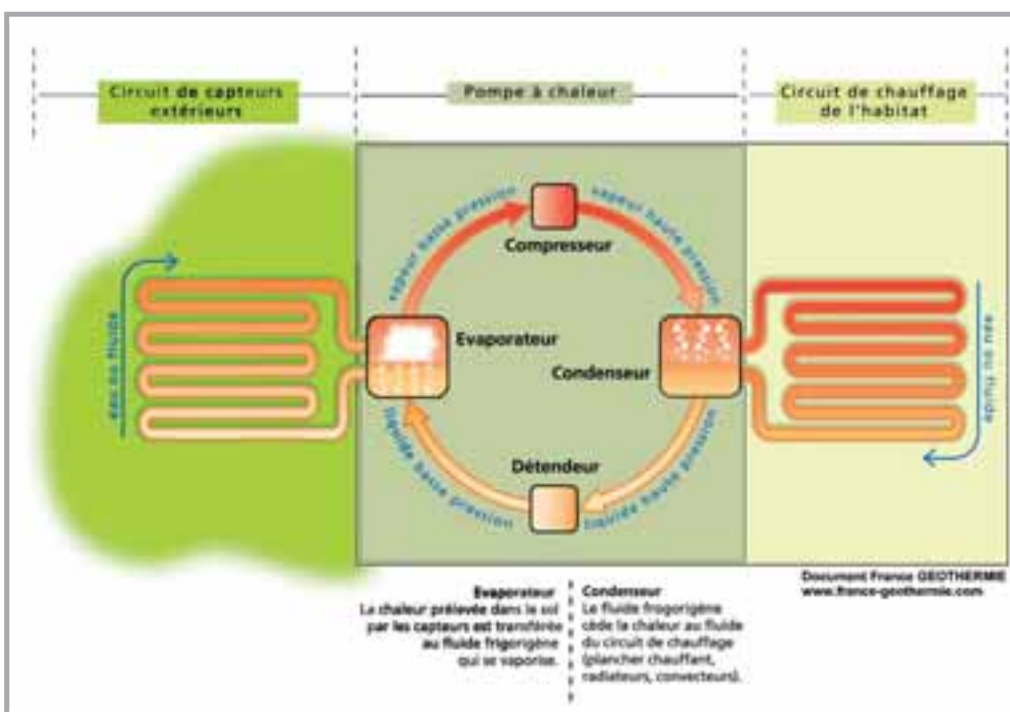 Circuit de capteurs
extérieurs
Pompe à chaleur
Circuit de chauffage
de l'habitat
vapeur basse pression
vapeur haute pression
Compresseur
eau ou fluide
Evaporateur
Condenseur
eau ou fluide
Détendeur
liquide basse pression
liquide haute pression
Document France GEOTHERMIE
www.france-geothermie.com
Evaporateur
La chaleur prélevée dans le sol
par les capteurs est transférée
au fluide frigorigène
qui se vaporise.
Condenseur
Le fluide frogorigène
cède la chaleur au fluide
du circuit de chauffage
(plancher chauffant,
radiateurs, convecteurs).